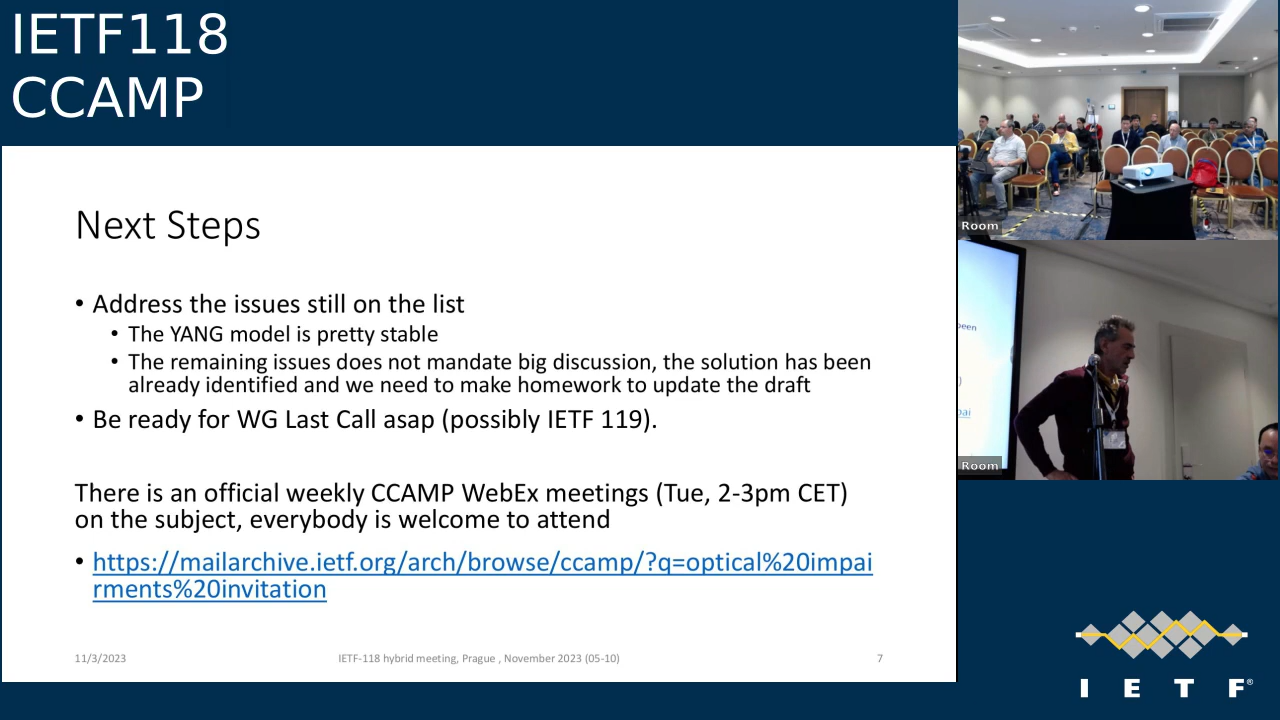 IETF118
CCAMP
Next Steps
• Address the issues still on the list
• The YANG model is pretty stable
• The remaining issues does not mandate big discussion, the solution has been
already identified and we need to make homework to update the draft
• Be ready for WG Last Call asap (possibly IETF 119).
There is an official weekly CCAMP WebEx meetings (Tue, 2-3pm CET)
on the subject, everybody is welcome to attend
• https://mailarchive.ietf.org/arch/browse/ccamp/?q=optical%20impai
rments%20invitation
11/3/2023
IETF-118 hybrid meeting, Prague , November 2023 (05-10)
7
Room
been
)
pai
Room
I E T F®